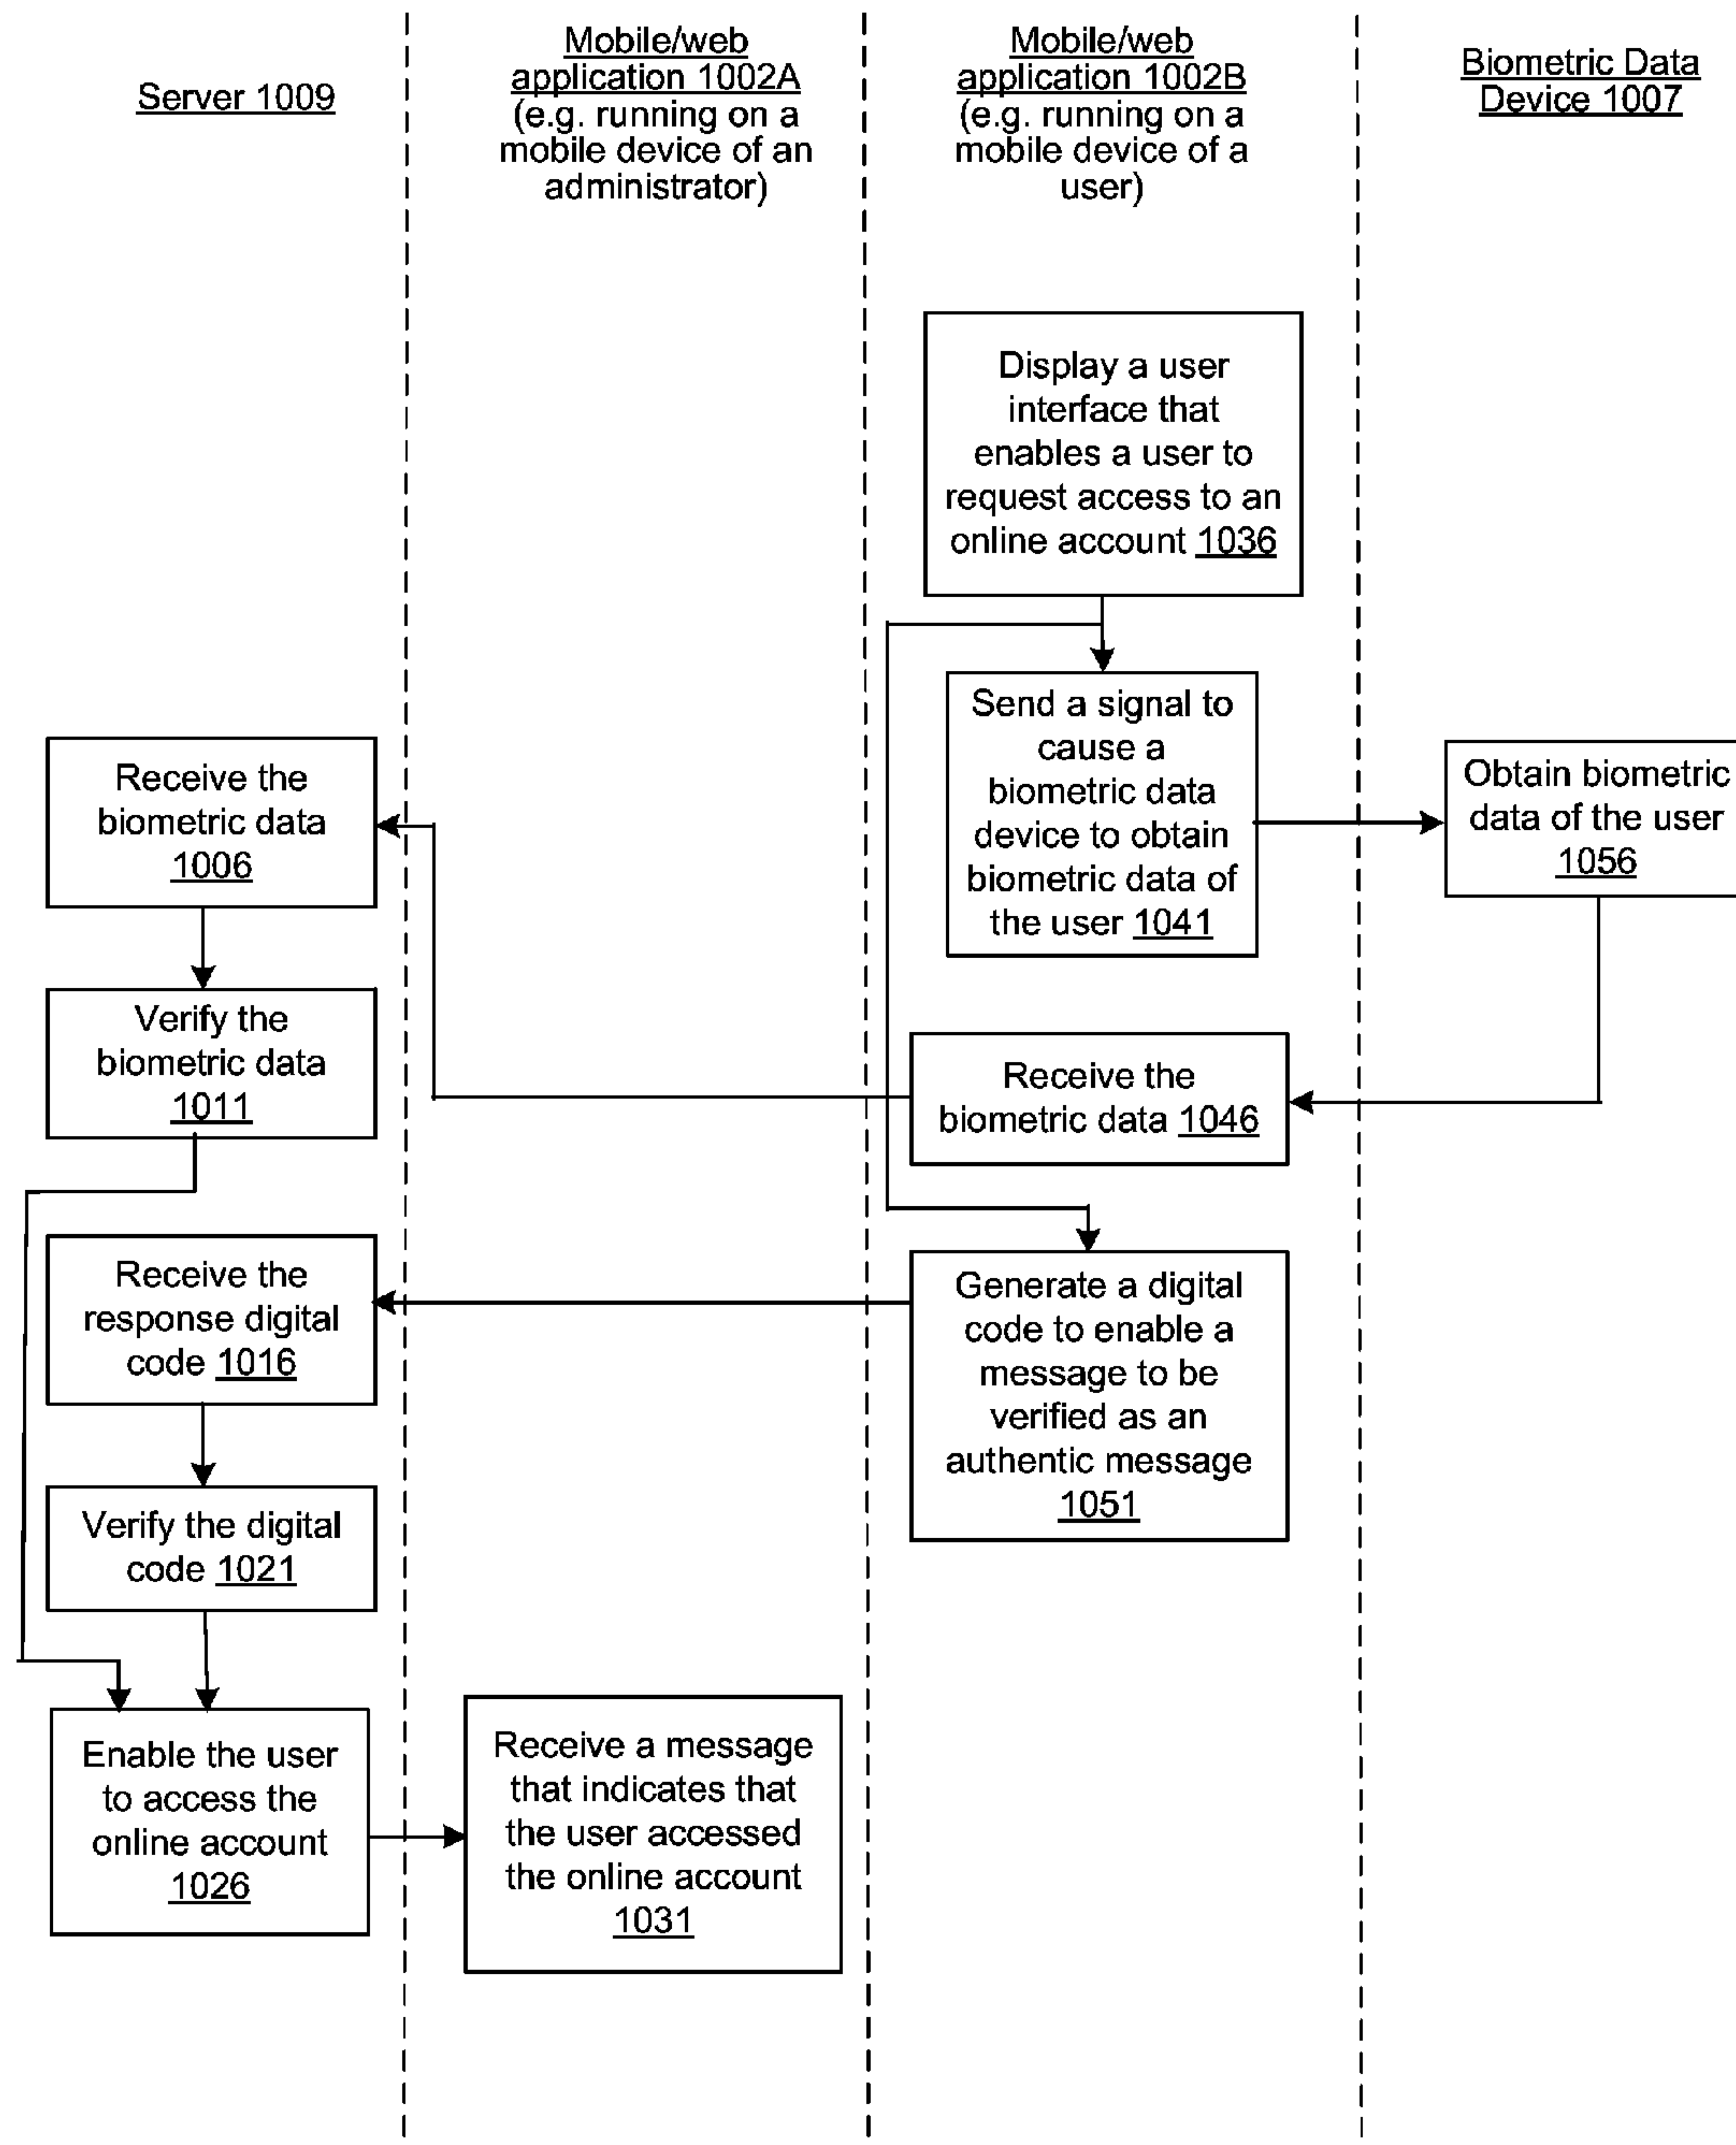 Server 1009
Mobile/web
application 1002A
(e.g. running on a
mobile device of an
administrator)
Mobile/web
application 1002B
(e.g. running on a
mobile device of a
user)
Biometric Data
Device 1007
Display a user
interface that
enables a user to
request access to an
online account 1036
Send a signal to
cause a
biometric data
device to obtain
biometric data of
the user 1041
Obtain biometric
data of the user
1056
Receive the
biometric data
1006
Verify the
biometric data
1011
Receive the
biometric data 1046
Receive the
response digital
code 1016
Generate a digital
code to enable a
message to be
verified as an
authentic message
1051
Verify the digital
code 1021
Enable the user
to access the
online account
1026
Receive a message
that indicates that
the user accessed
the online account
1031